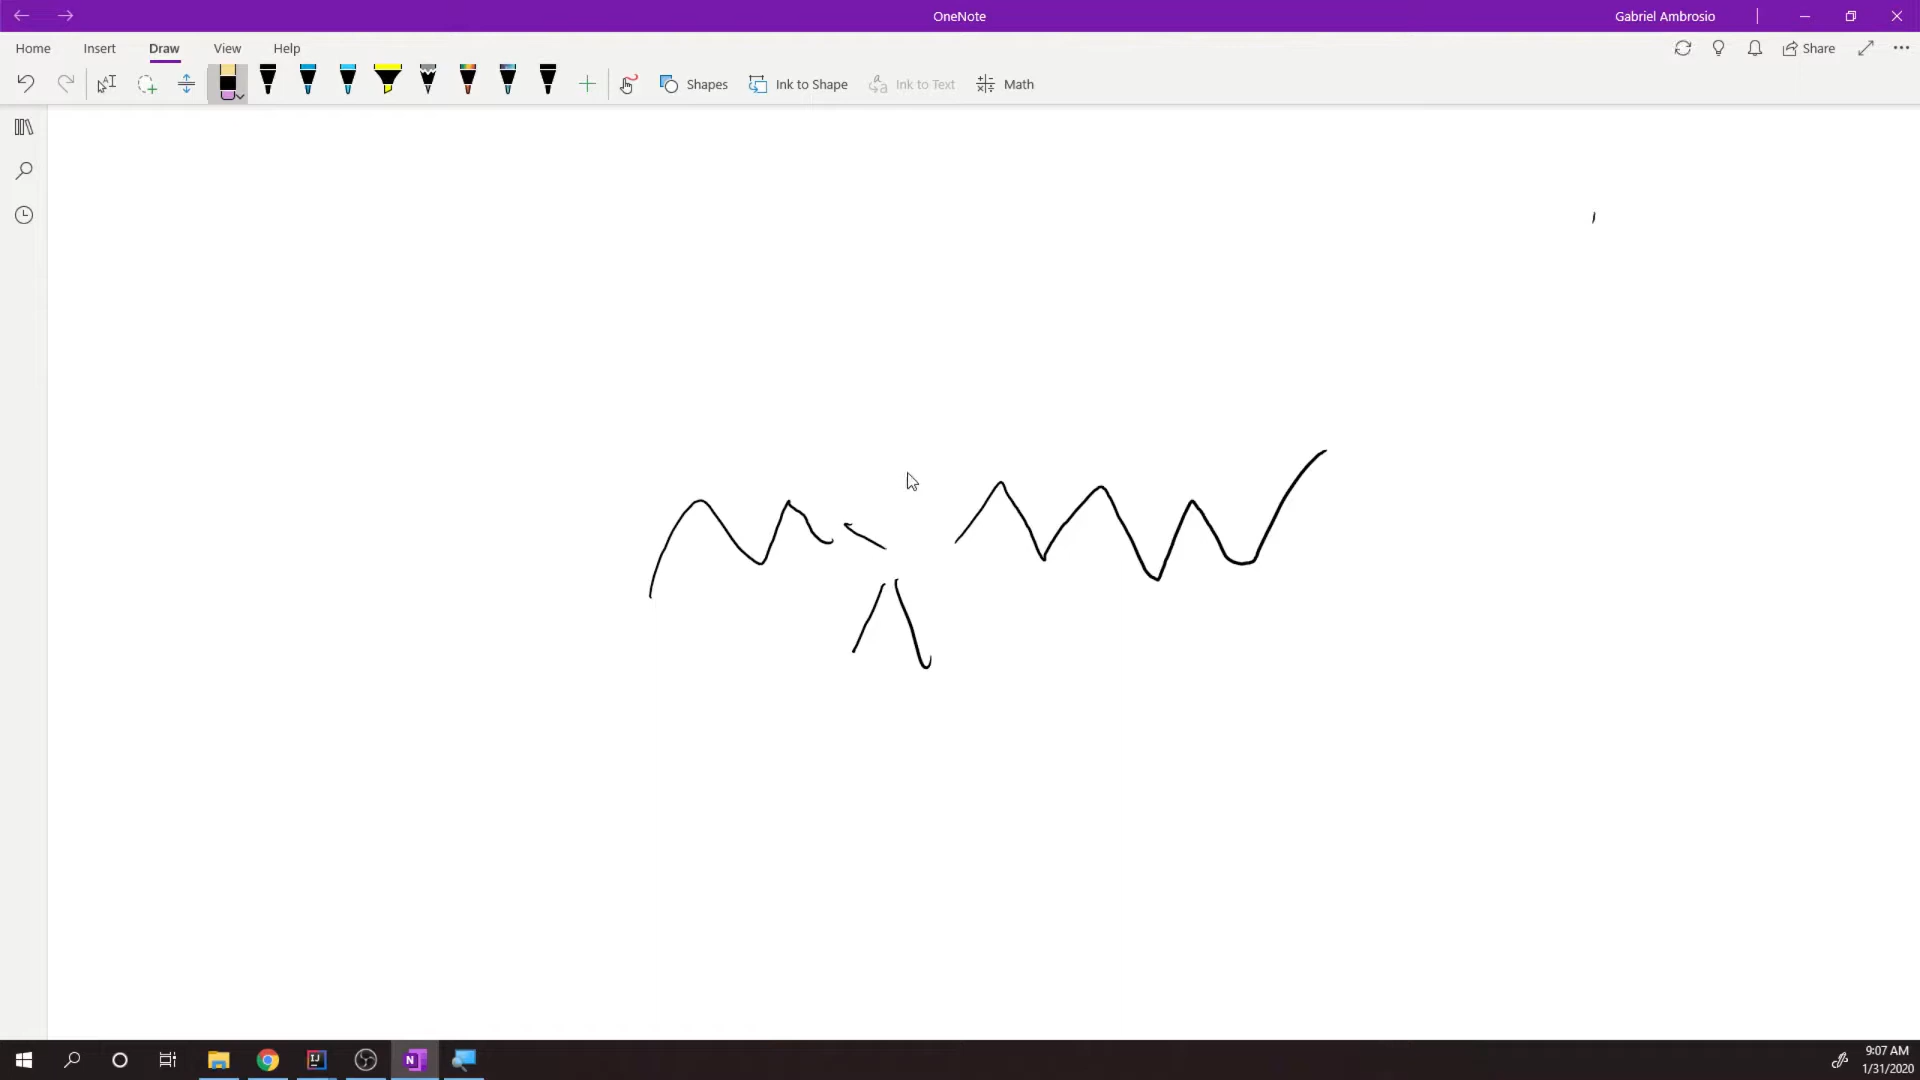 OneNote
Gabriel Ambrosio
Home
Insert
Draw
View
Help
Share
Shapes
Ink to Shape
Ink to Text
Math
9:07 AM
1/31/2020